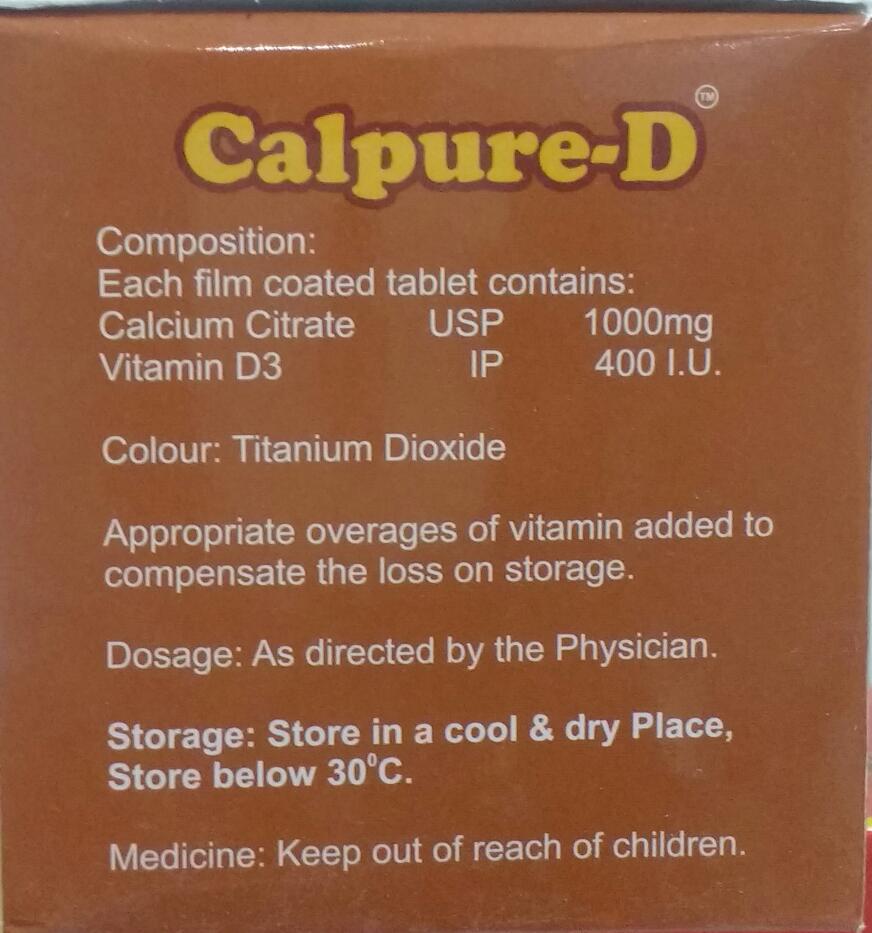 Calpure-D™
Composition:
Each film coated tablet contains:
Calcium Citrate USP 1000mg
Vitamin D3 IP 400 I.U.
Colour: Titanium Dioxide
Appropriate overages of vitamin added to
compensate the loss on storage.
Dosage: As directed by the Physician.
Storage: Store in a cool & dry Place,
Store below 30⁰C.
Medicine: Keep out of reach of children.